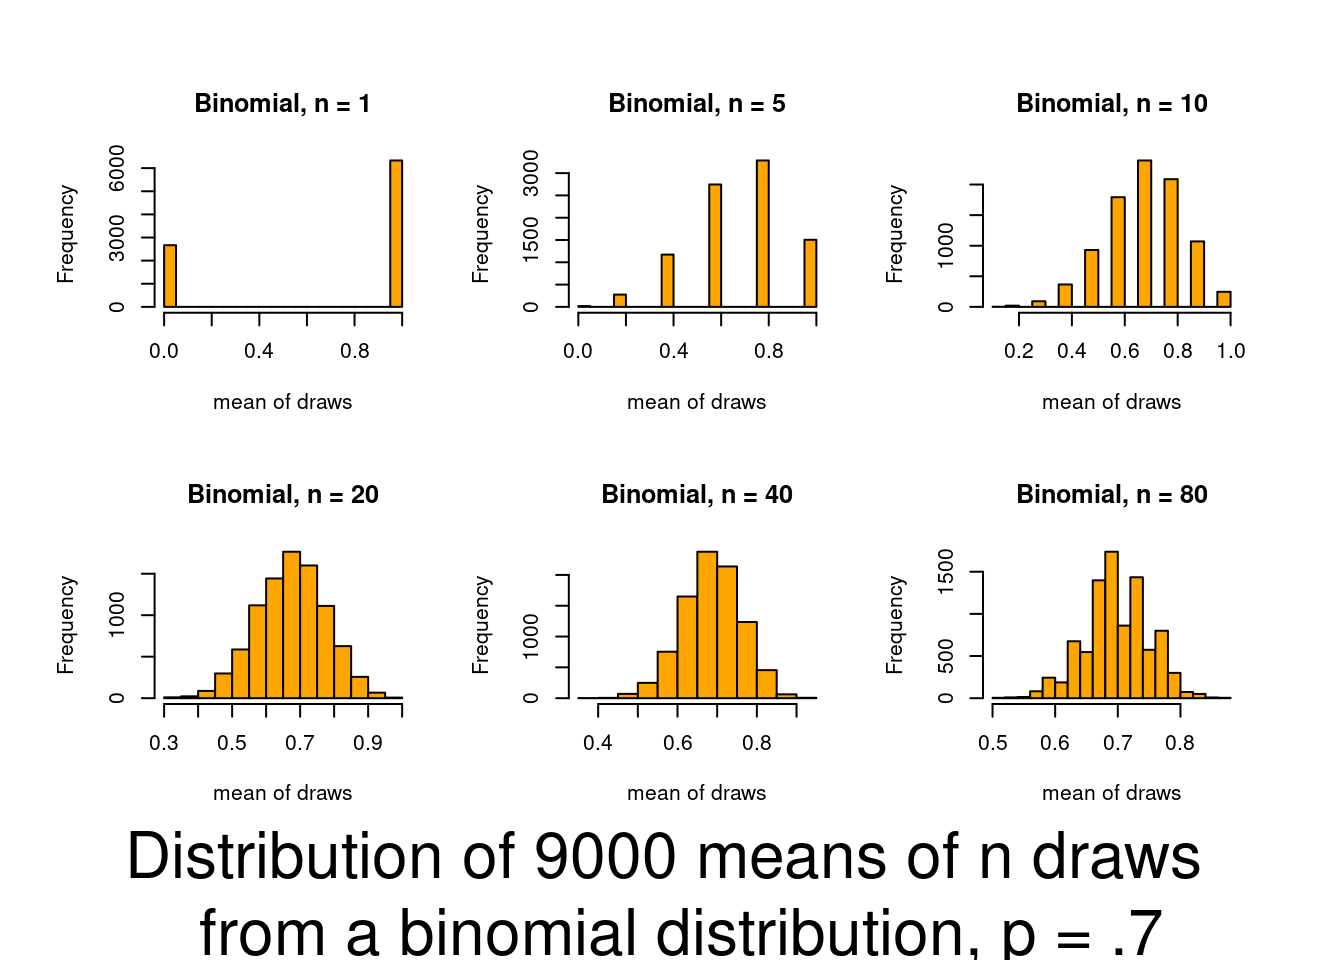 Binomial, n = 1
Frequency
6000
3000
0
0.0 0.4 0.8
mean of draws
Binomial, n = 5
Frequency
3000
1500
0
0.0 0.4 0.8
mean of draws
Binomial, n = 10
Frequency
1000
0
0.2 0.4 0.6 0.8 1.0
mean of draws
Binomial, n = 20
Frequency
1000
0
0.3 0.5 0.7 0.9
mean of draws
Binomial, n = 40
Frequency
1000
0
0.4 0.6 0.8
mean of draws
Binomial, n = 80
Frequency
1500
500
0
0.5 0.6 0.7 0.8
mean of draws
Distribution of 9000 means of n draws
from a binomial distribution, p = .7